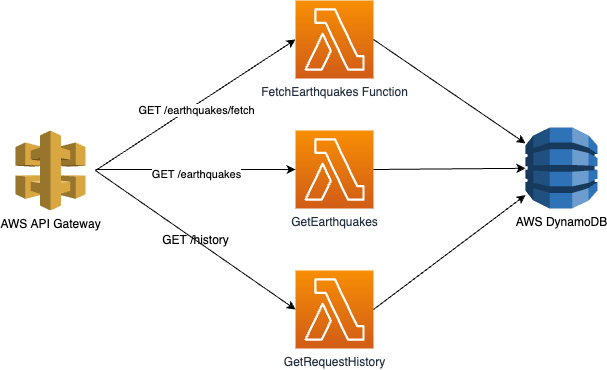 FetchEarthquakes Function
GET /earthquakes/fetch
GET /earthquakes
AWS API Gateway
GetEarthquakes
AWS DynamoDB
GET /history
GetRequestHistory